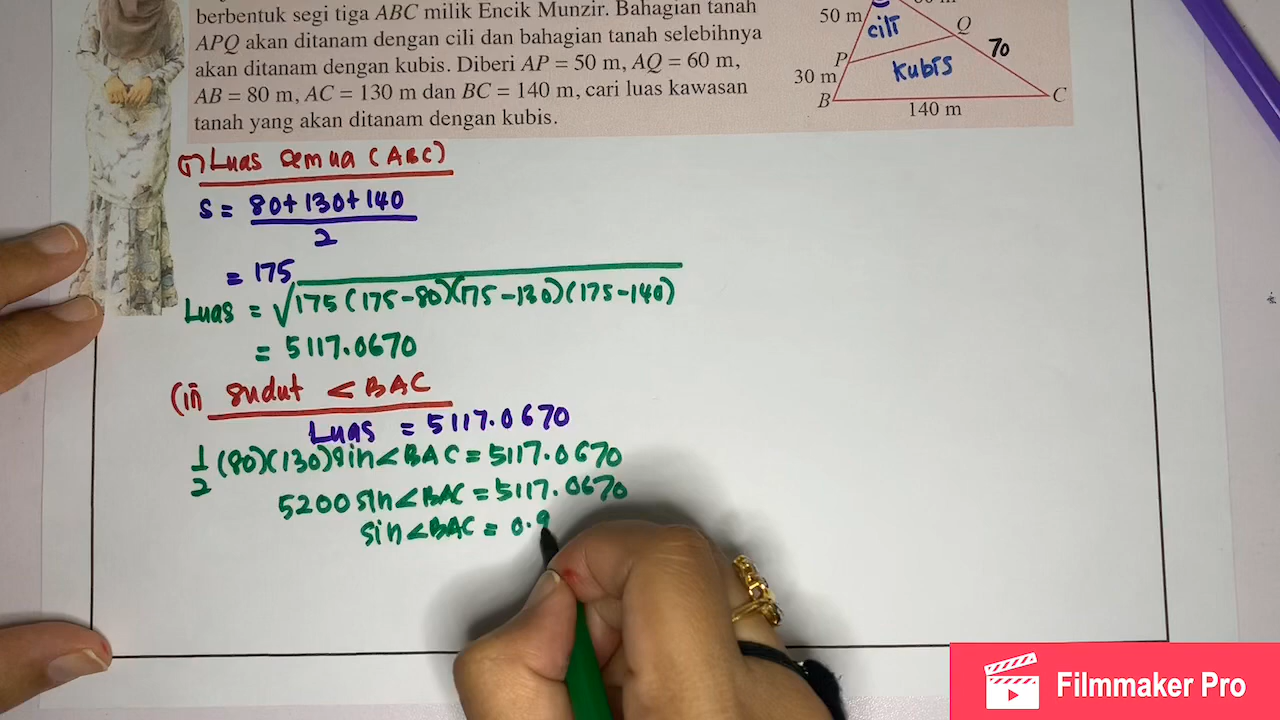 berbentuk segi tiga ABC milik Encik Munzir. Bahagian tanah
APQ akan ditanam dengan cili dan bahagian tanah selebihnya
akan ditanam dengan kubis. Diberi AP = 50 m, AQ = 60 m,
AB = 80 m, AC = 130 m dan BC = 140 m, cari luas kawasan
tanah yang akan ditanam dengan kubis.
50 m
cili
Q
70
P
kubis
30 m
B
C
140 m
(i) Luas semua (ABC)
s = 80+130+140
2
= 175
Luas = √175(175-80)(175-130)(175-140)
= 5117.0670
(ii) sudut <BAC
Luas = 5117.0670
1/2 (80)(130) sin<BAC = 5117.0670
5200 sin<BAC = 5117.0670
sin<BAC = 0.9
Filmmaker Pro